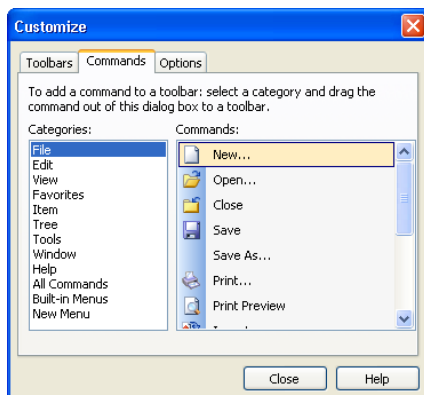 Customize
Toolbars
Commands
Options
To add a command to a toolbar: select a category and drag the
command out of this dialog box to a toolbar.
Categories:
File
Edit
View
Favorites
Item
Tree
Tools
Window
Help
All Commands
Built-in Menus
New Menu
Commands:
New...
Open...
Close
Save
Save As...
Print...
Print Preview
Close
Help